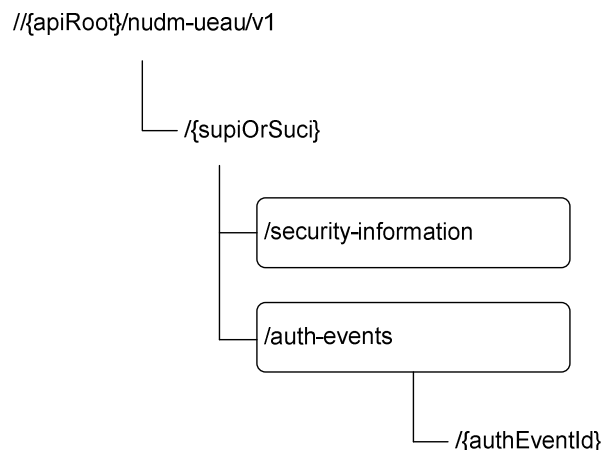 //{apiRoot}/nudm-ueau/v1
/{supiOrSuci}
/security-information
/auth-events
/{authEventId}